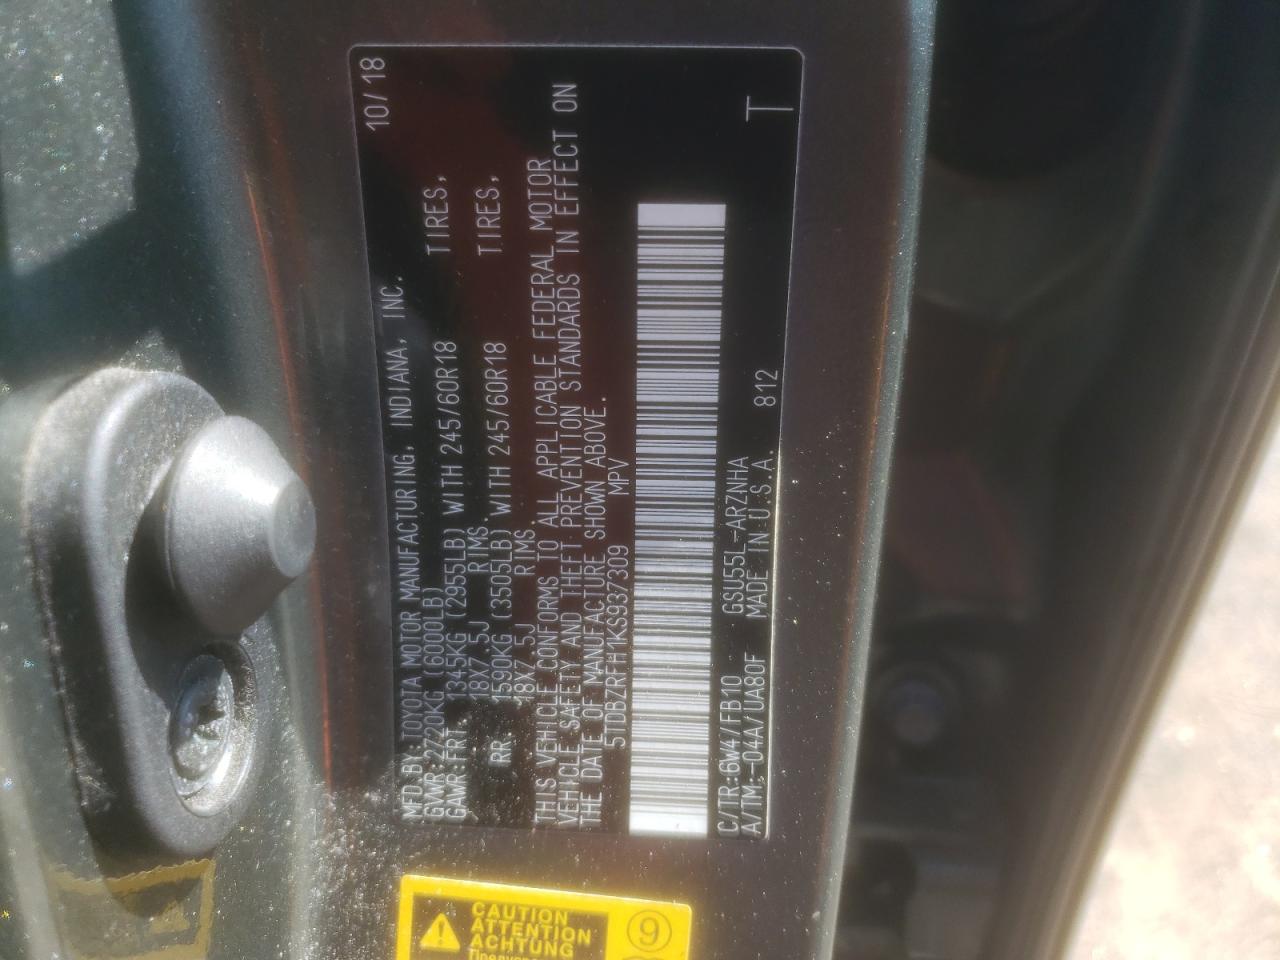 MFD.BY:TOYOTA MOTOR MANUFACTURING, INDIANA, INC. 10/18
GVWR:2720KG (6000LB)
GAWR:FRT. 1345KG (2955LB) WITH 245/60R18 TIRES,
18X7.5J RIMS.
RR. 1590KG (3505LB) WITH 245/60R18 TIRES,
18X7.5J RIMS.
THIS VEHICLE CONFORMS TO ALL APPLICABLE FEDERAL MOTOR
VEHICLE SAFETY AND THEFT PREVENTION STANDARDS IN EFFECT ON
THE DATE OF MANUFACTURE SHOWN ABOVE.
5TDBZRFH1KS937309 MPV
C/TR:6W4/FB10 GSU55L-ARZNHA
A/TM:-04A/UA80F MADE IN U.S.A. 812 T
CAUTION
ATTENTION
ACHTUNG
9